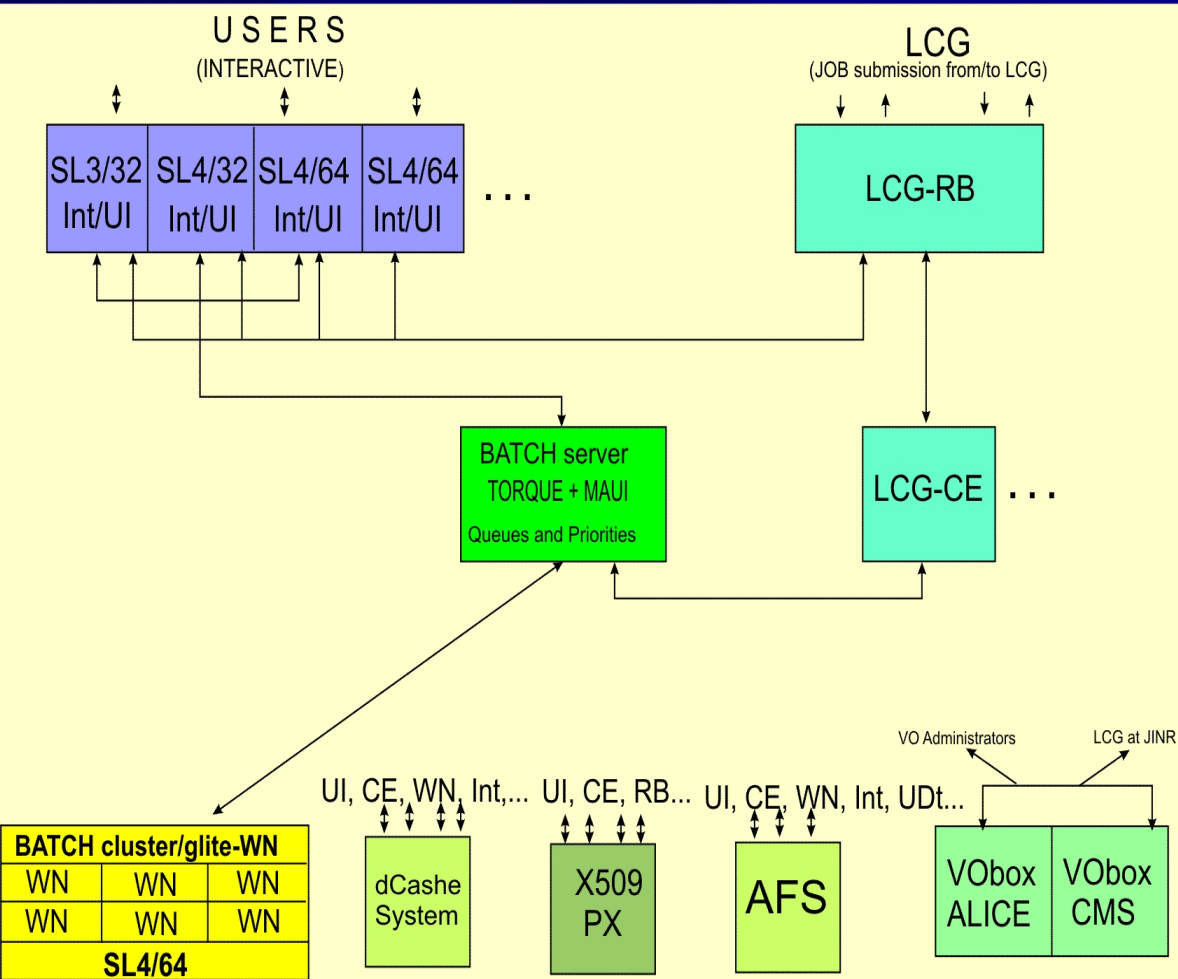 U S E R S
(INTERACTIVE)
LCG
(JOB submission from/to LCG)
SL3/32
Int/UI
SL4/32
Int/UI
SL4/64
Int/UI
SL4/64
Int/UI
...
LCG-RB
BATCH server
TORQUE + MAUI
Queues and Priorities
LCG-CE
...
VO Administrators
LCG at JINR
UI, CE, WN, Int,...
UI, CE, RB...
UI, CE, WN, Int, UDt...
BATCH cluster/glite-WN
WN WN WN
WN WN WN
SL4/64
dCashe
System
X509
PX
AFS
VObox
ALICE
VObox
CMS